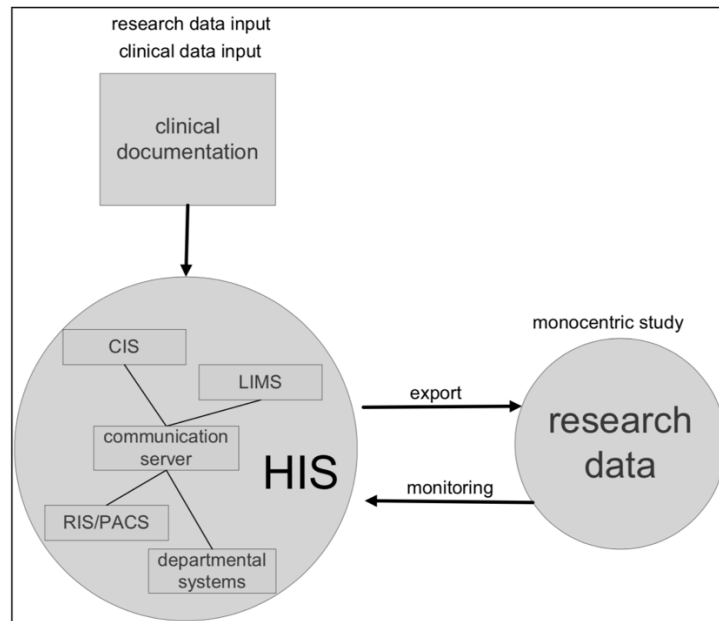 research data input
clinical data input
clinical
documentation
CIS
LIMS
communication
server
HIS
RIS/PACS
departmental
systems
export
monitoring
monocentric study
research
data